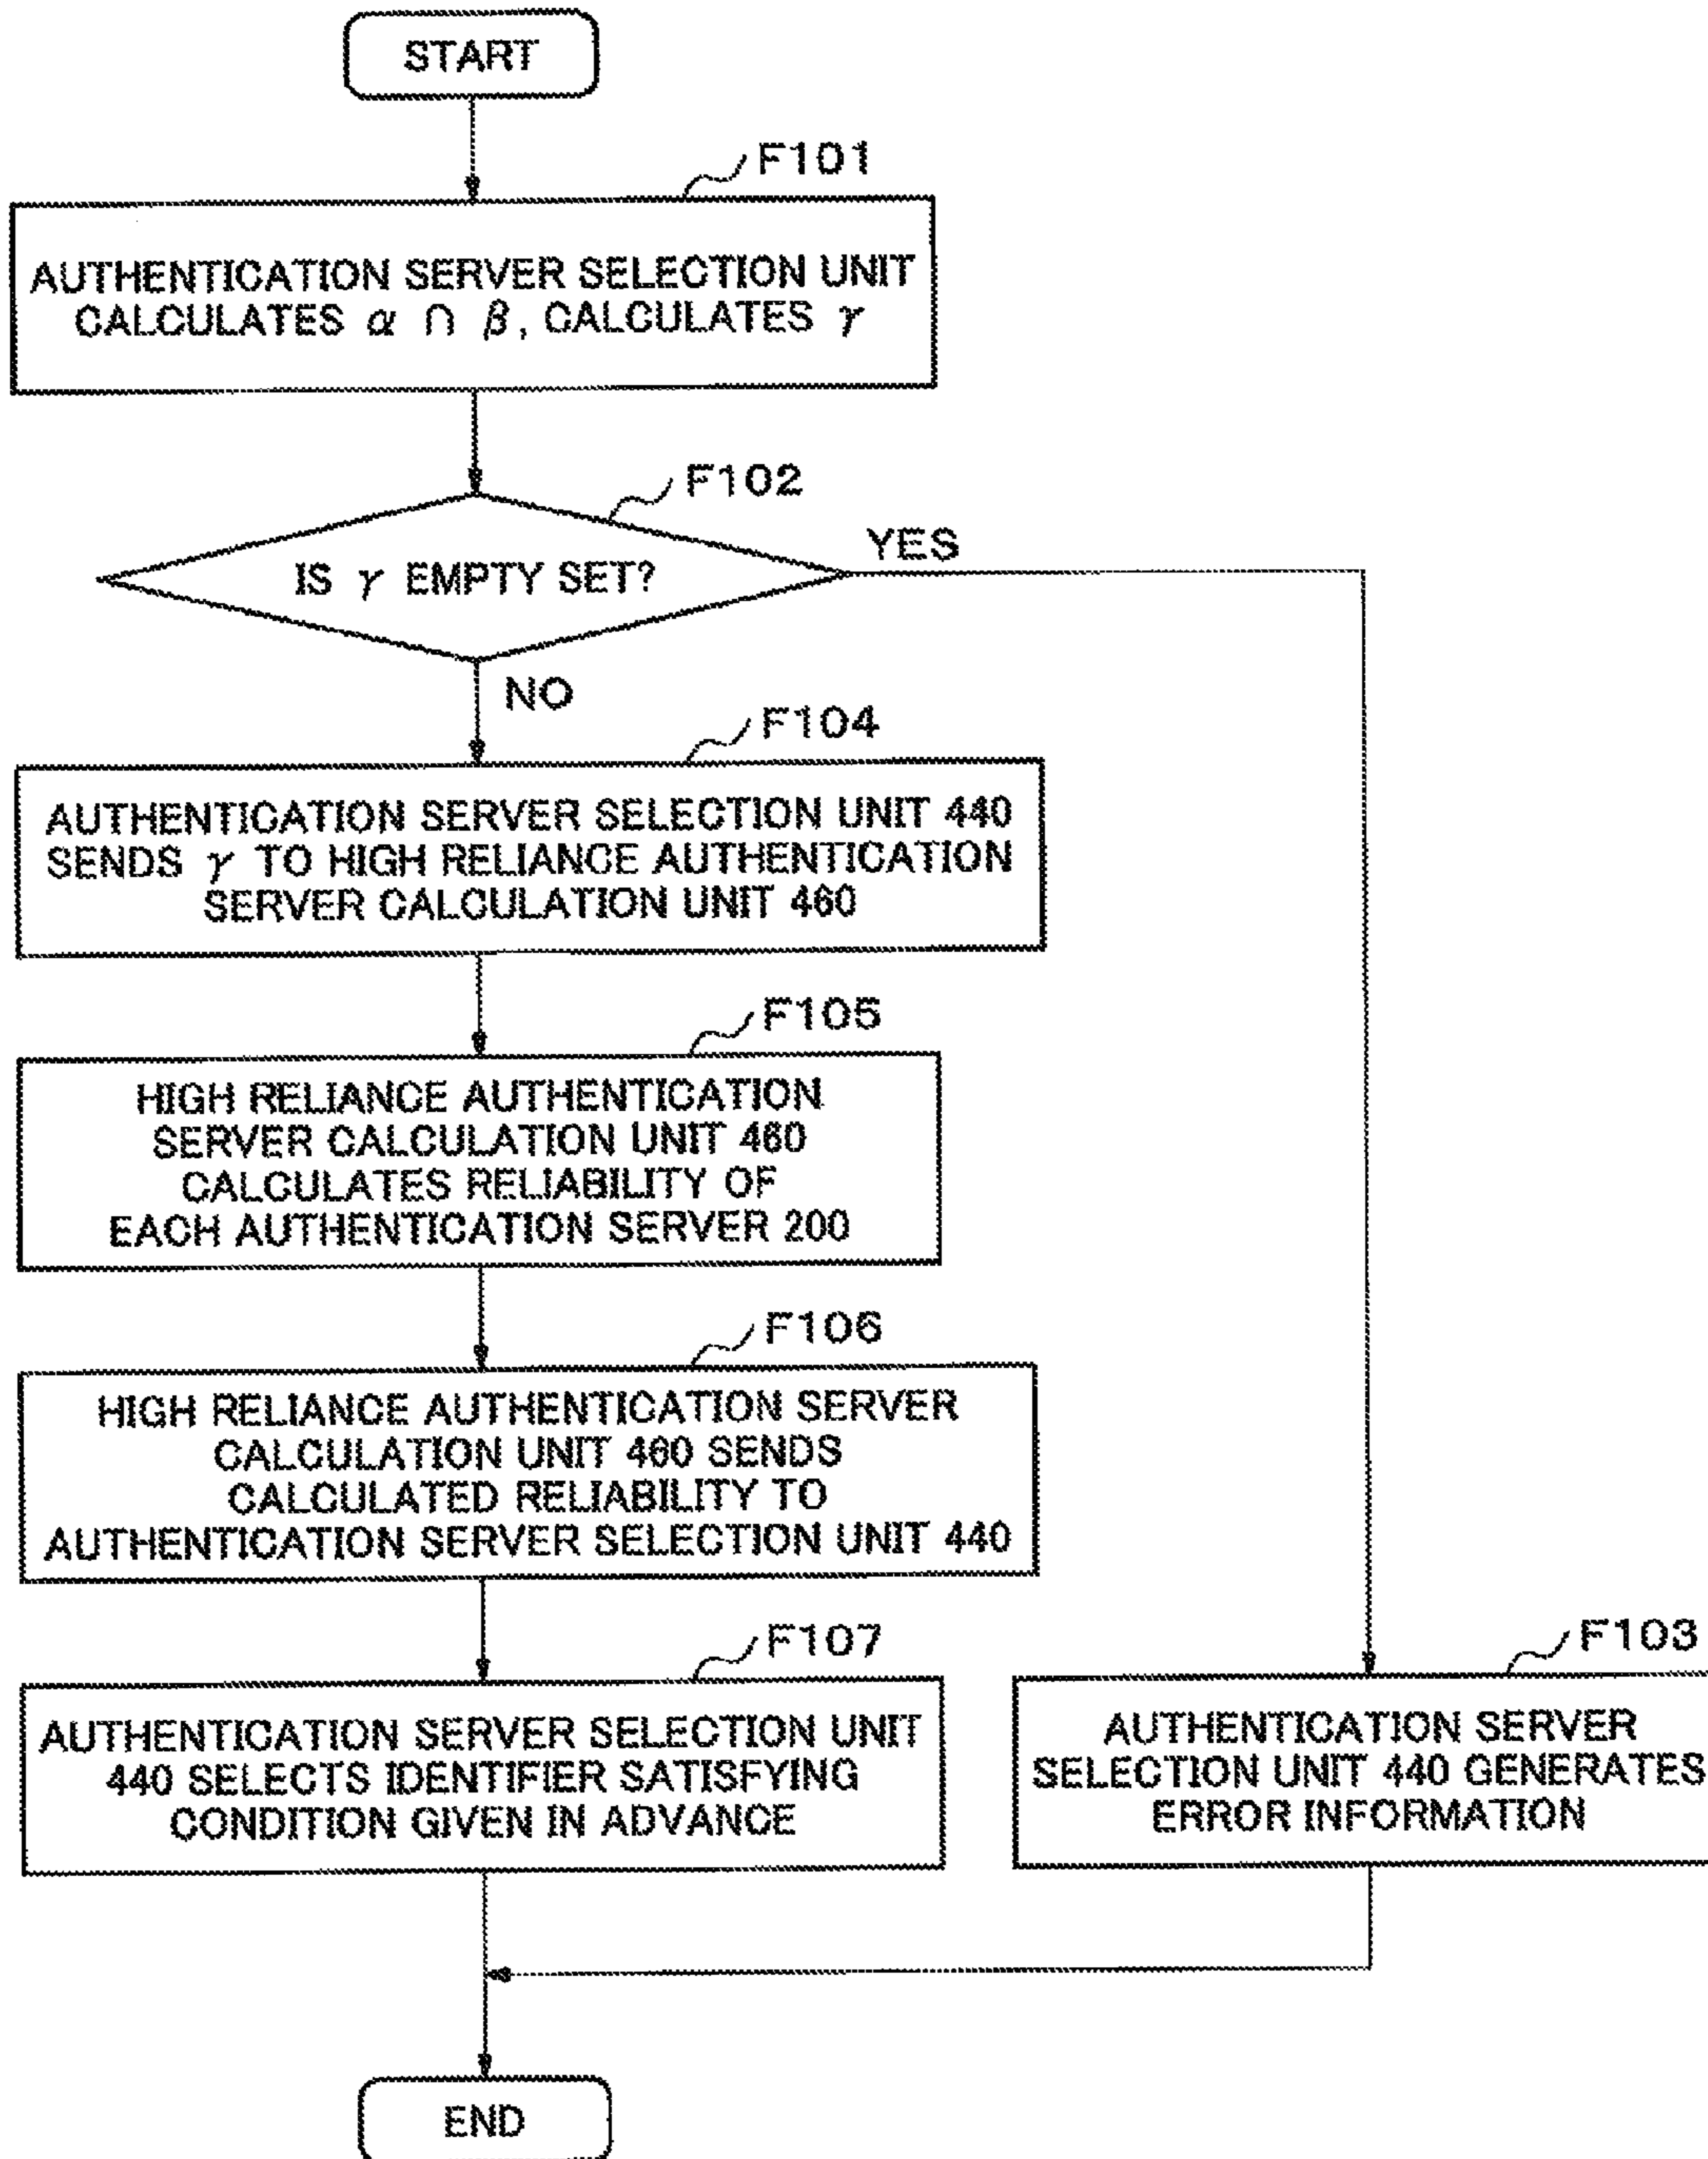 START
F101
AUTHENTICATION SERVER SELECTION UNIT
CALCULATES α ∩ β, CALCULATES γ
F102
YES
IS γ EMPTY SET?
NO
F104
AUTHENTICATION SERVER SELECTION UNIT 440
SENDS γ TO HIGH RELIANCE AUTHENTICATION
SERVER CALCULATION UNIT 460
F105
HIGH RELIANCE AUTHENTICATION
SERVER CALCULATION UNIT 460
CALCULATES RELIABILITY OF
EACH AUTHENTICATION SERVER 200
F106
HIGH RELIANCE AUTHENTICATION SERVER
CALCULATION UNIT 460 SENDS
CALCULATED RELIABILITY TO
AUTHENTICATION SERVER SELECTION UNIT 440
F107
AUTHENTICATION SERVER SELECTION UNIT
440 SELECTS IDENTIFIER SATISFYING
CONDITION GIVEN IN ADVANCE
F103
AUTHENTICATION SERVER
SELECTION UNIT 440 GENERATES
ERROR INFORMATION
END